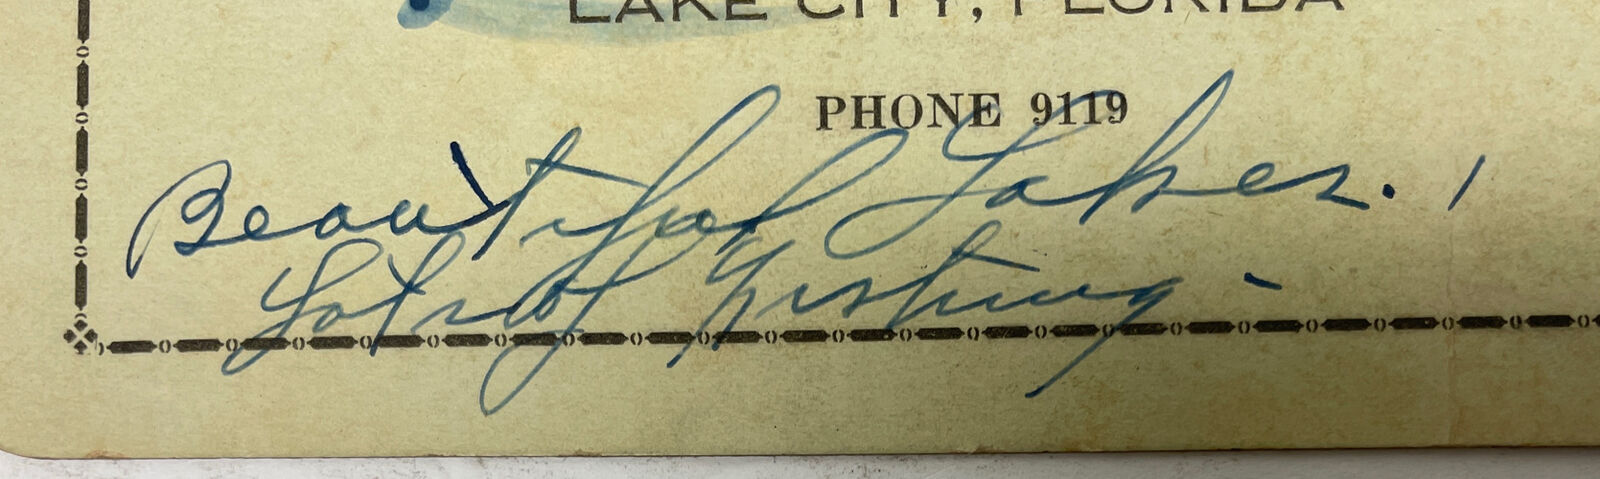 LAKE CITY, FLORIDA
PHONE 9119
Beautiful Lakes.
Lots of Fishing -